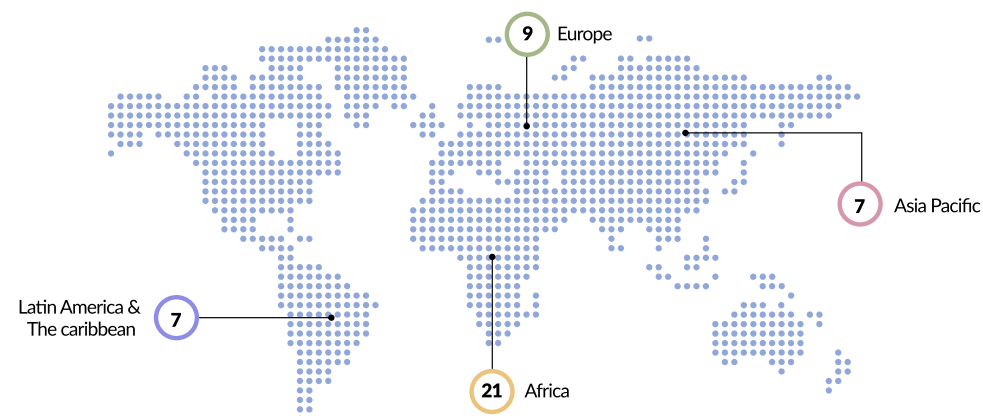 9 Europe
7 Asia Pacific
Latin America &
The caribbean
7
21 Africa